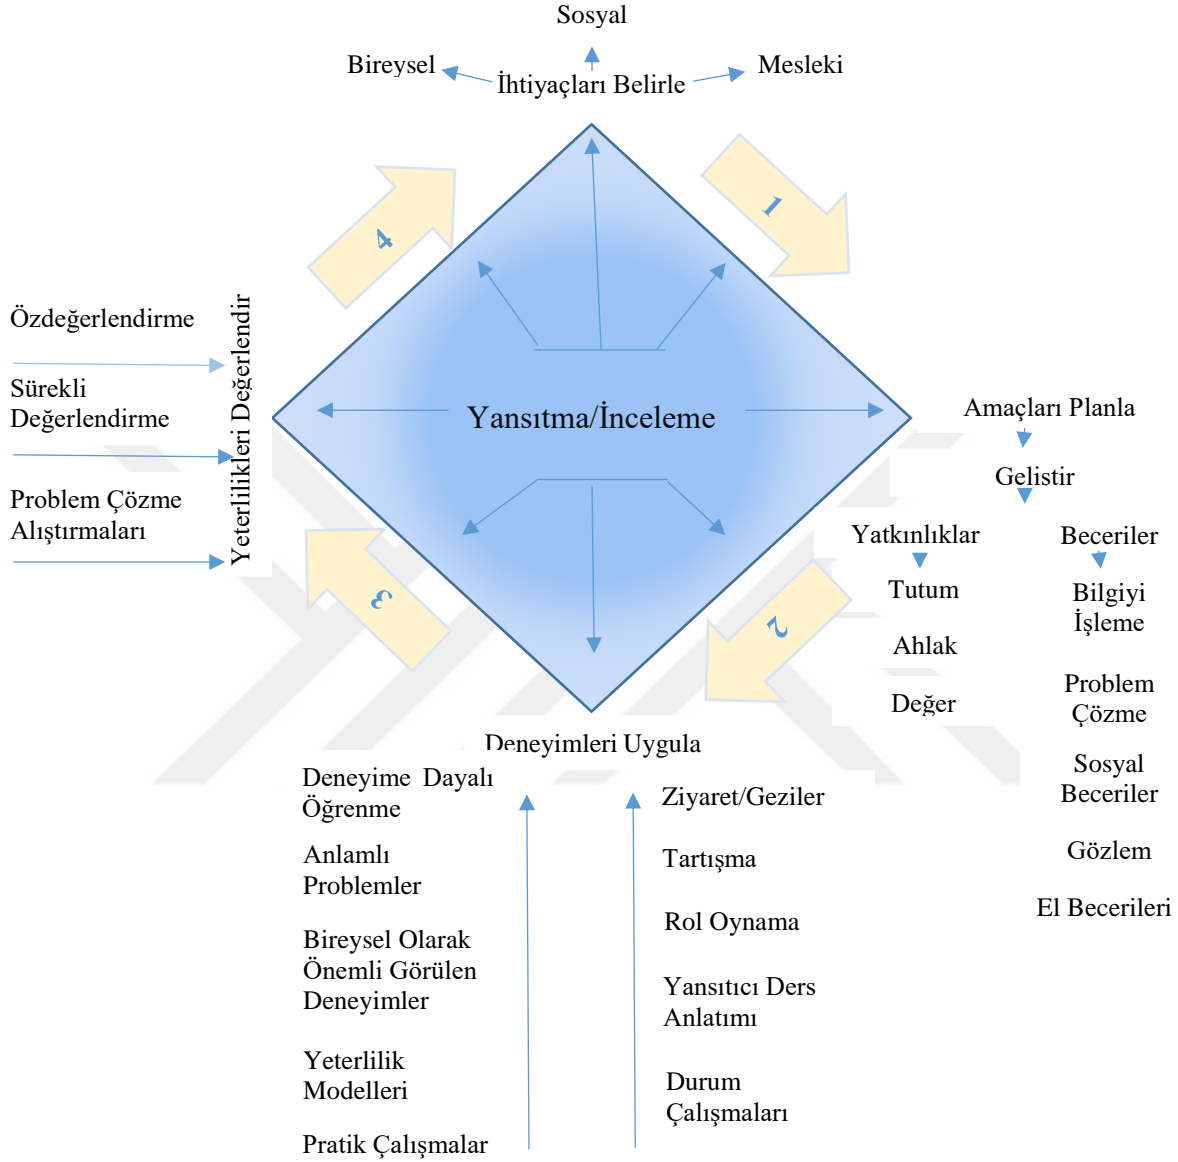 Sosyal
Bireysel
Mesleki
İhtiyaçları Belirle
1
4
Özdeğerlendirme
Sürekli
Değerlendirme
Problem Çözme
Alıştırmaları
Yeterlilikleri Değerlendir
Yansıtma/İnceleme
Amaçları Planla
Gelistir
Yatkınlıklar
Tutum
Ahlak
Değer
Beceriler
Bilgiyi
İşleme
Problem
Çözme
Sosyal
Beceriler
Gözlem
El Becerileri
3
2
Deneyimleri Uygula
Deneyime Dayalı
Öğrenme
Anlamlı
Problemler
Bireysel Olarak
Önemli Görülen
Deneyimler
Yeterlilik
Modelleri
Pratik Çalışmalar
Ziyaret/Geziler
Tartışma
Rol Oynama
Yansıtıcı Ders
Anlatımı
Durum
Çalışmaları